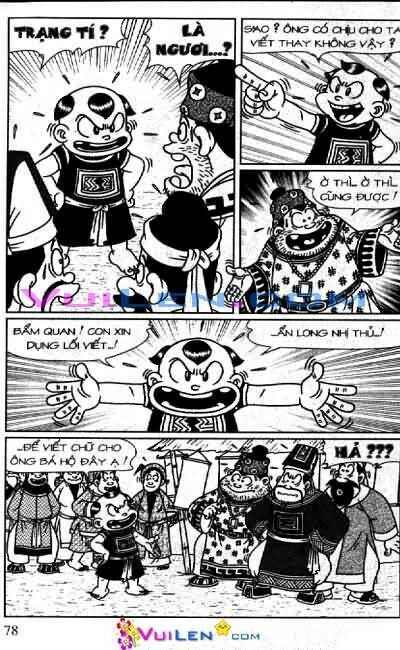 TRẠNG TÍ?
LÀ
NGƯƠI...?
SAO? ÔNG CÓ CHỊU CHO TA
VIẾT THAY KHÔNG VẬY?
Ờ THÌ.. Ờ THÌ..
CŨNG ĐƯỢC!
VUILEN.COM
BẨM QUAN! CON XIN
DỤNG LỐI VIẾT...!
...ẨN LONG NHỊ THỦ...!
...ĐỂ VIẾT CHỮ CHO
ÔNG BÁ HỘ ĐÂY Ạ!
HẢ???
78
VUILEN.COM